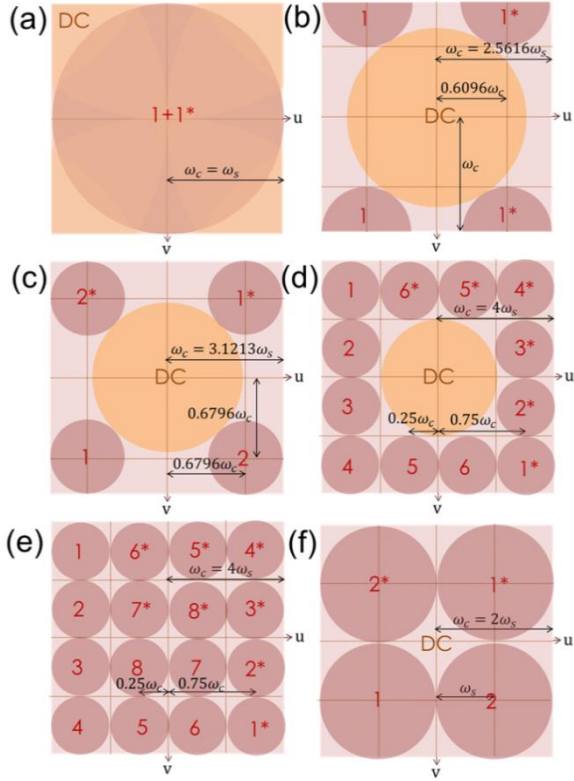 (a)
DC
1+1*
u
ω_c = ω_s
v
(b)
1
1*
ω_c = 2.5616ω_s
0.6096ω_c
DC
u
ω_c
1
1*
v
(c)
2*
1*
ω_c = 3.1213ω_s
DC
u
0.6796ω_c
1
0.6796ω_c
2
v
(d)
1
6*
5*
4*
ω_c = 4ω_s
2
3*
DC
u
3
0.25ω_c
0.75ω_c
2*
4
5
6
1*
v
(e)
1
6*
5*
4*
ω_c = 4ω_s
2
7*
8*
3*
u
3
8
7
2*
0.25ω_c
0.75ω_c
4
5
6
1*
v
(f)
2*
1*
ω_c = 2ω_s
DC
u
1
ω_s
2
v